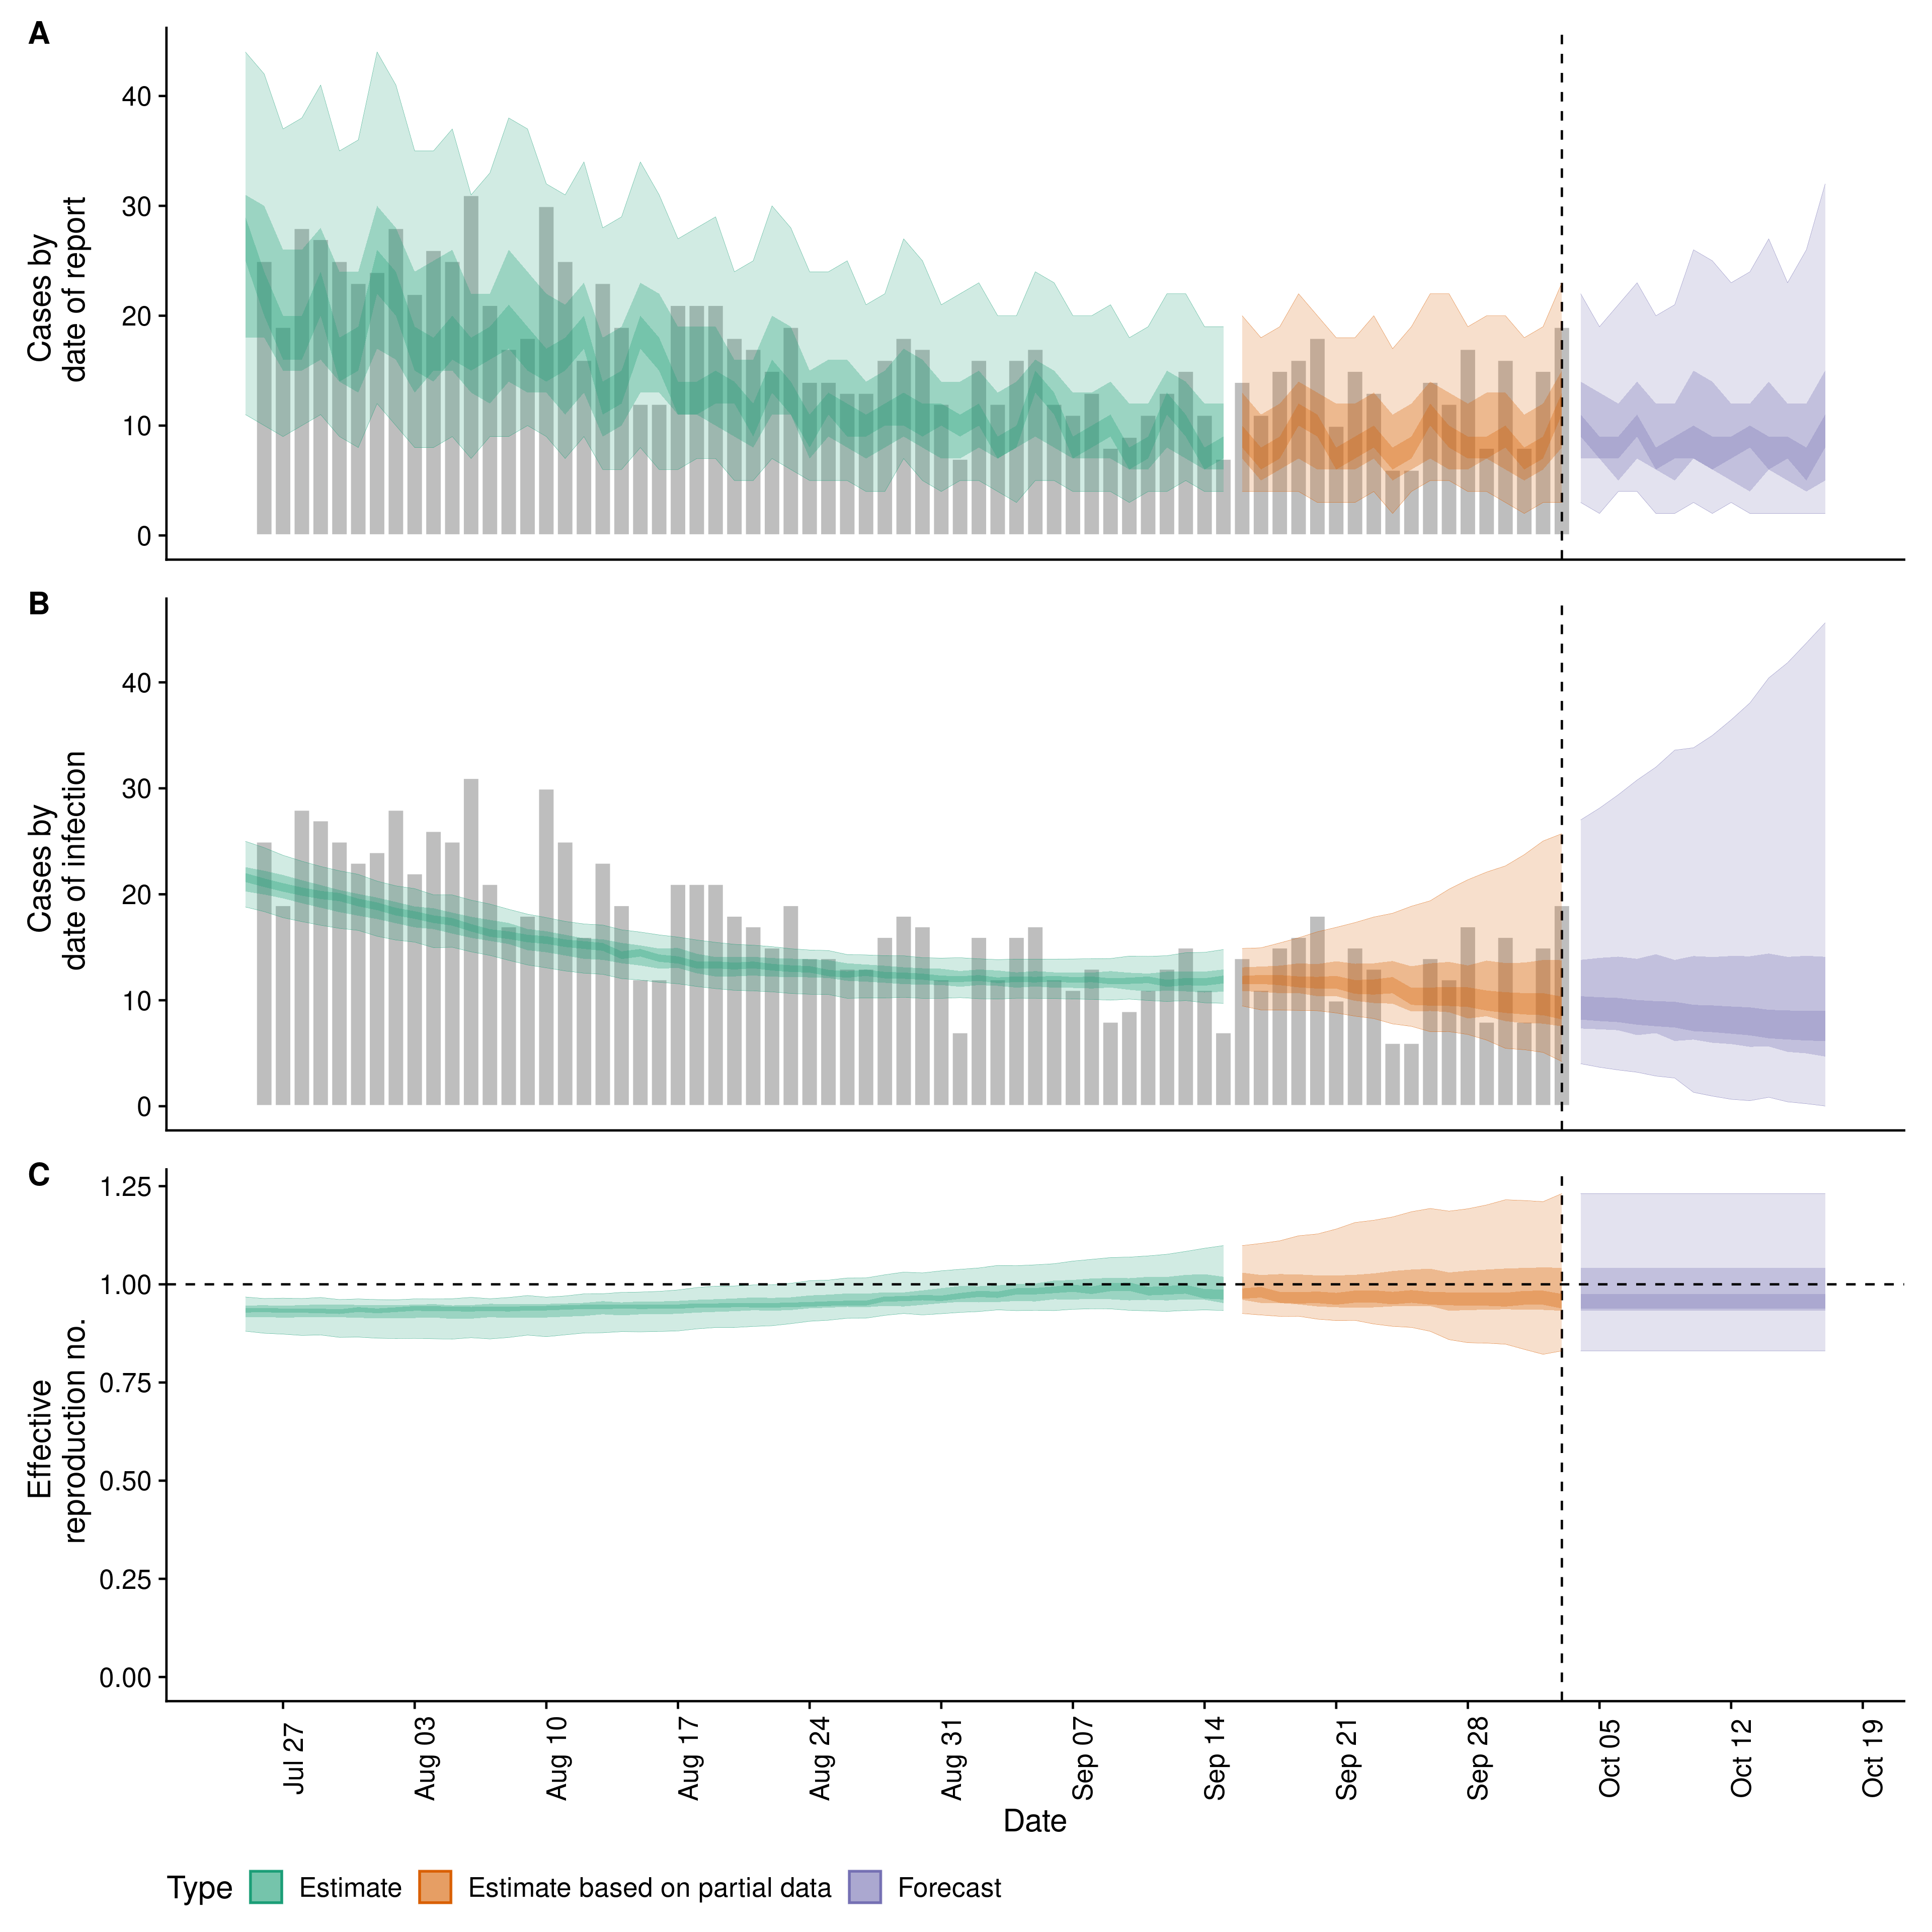 A
Cases by
date of report
40
30
20
10
0
B
Cases by
date of infection
40
30
20
10
0
C
Effective
reproduction no.
1.25
1.00
0.75
0.50
0.25
0.00
Jul 27
Aug 03
Aug 10
Aug 17
Aug 24
Aug 31
Sep 07
Sep 14
Sep 21
Sep 28
Oct 05
Oct 12
Oct 19
Date
Type Estimate Estimate based on partial data Forecast